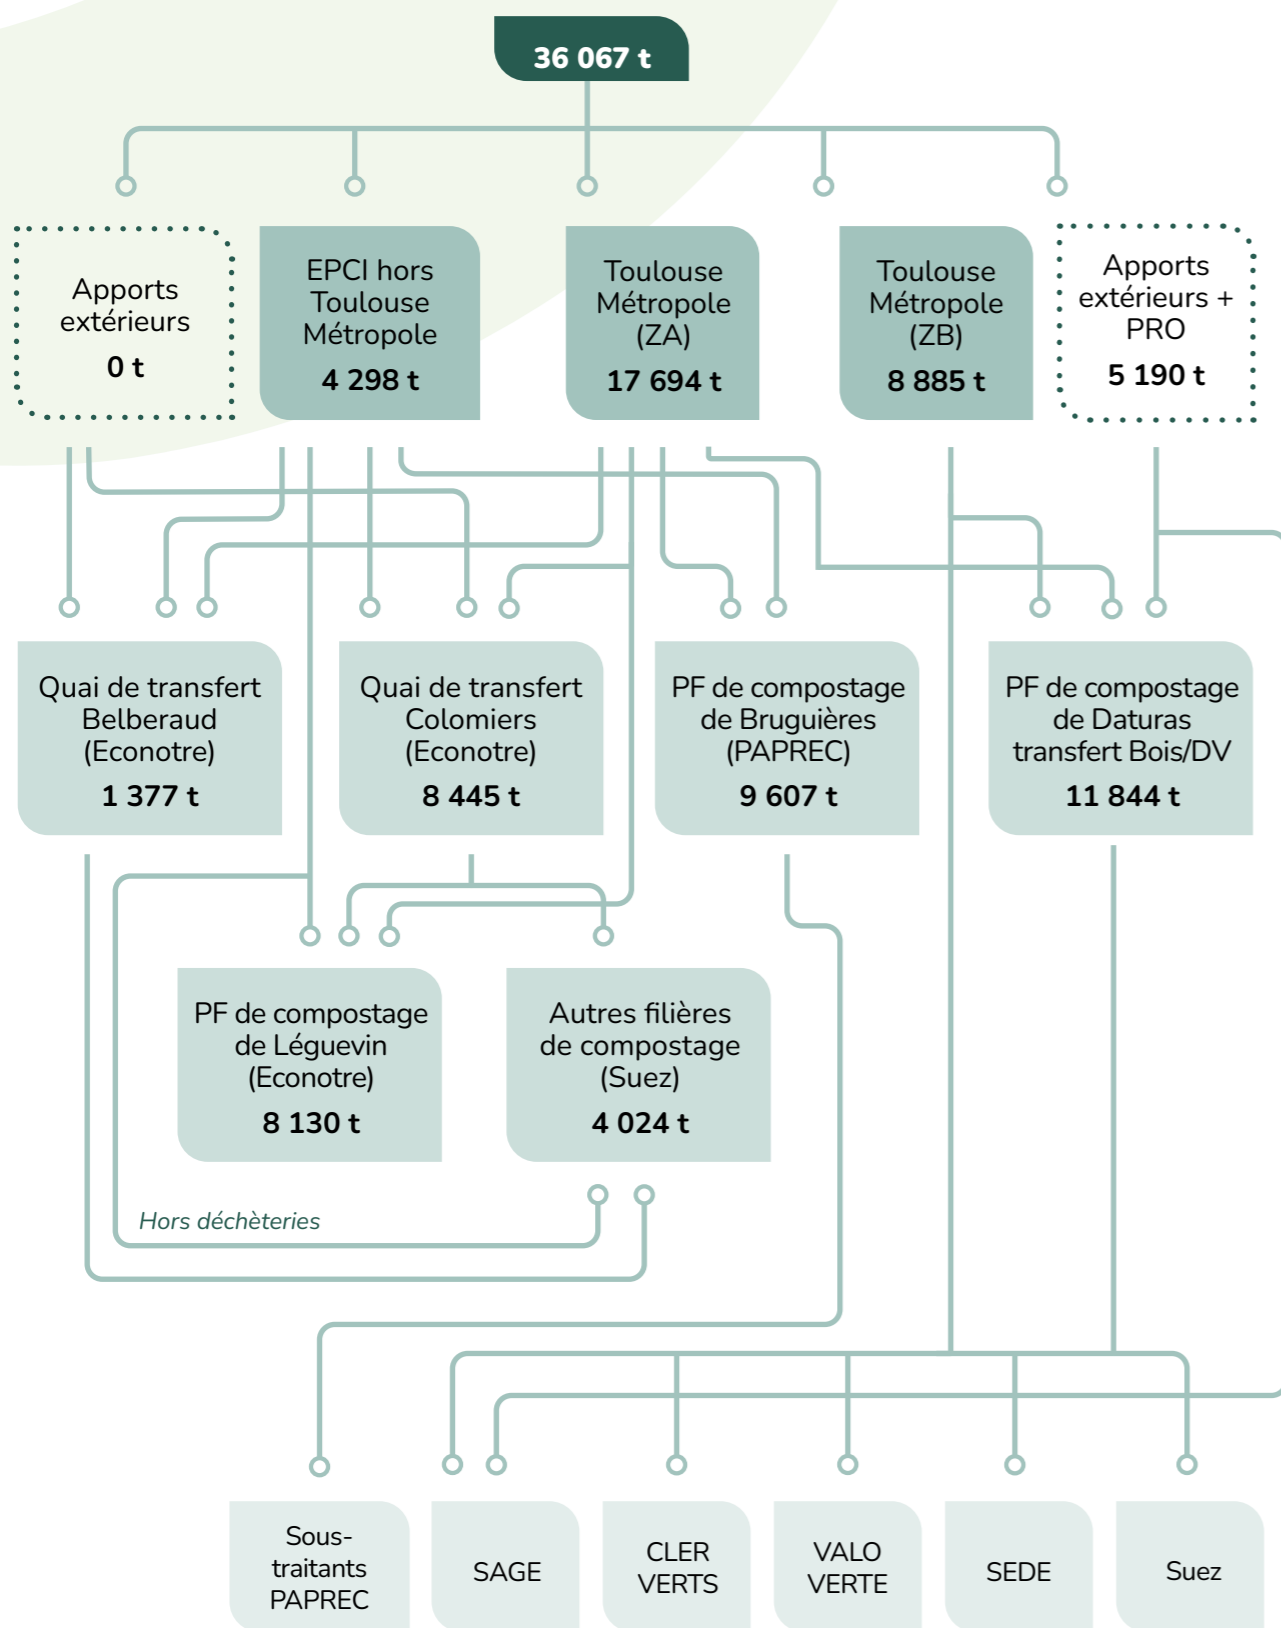 36 067 t
Apports
extérieurs
0 t
EPCI hors
Toulouse
Métropole
4 298 t
Toulouse
Métropole
(ZA)
17 694 t
Toulouse
Métropole
(ZB)
8 885 t
Apports
extérieurs +
PRO
5 190 t
Quai de transfert
Belberaud
(Econotre)
1 377 t
Quai de transfert
Colomiers
(Econotre)
8 445 t
PF de compostage
de Bruguières
(PAPREC)
9 607 t
PF de compostage
de Daturas
transfert Bois/DV
11 844 t
PF de compostage
de Léguevin
(Econotre)
8 130 t
Autres filières
de compostage
(Suez)
4 024 t
Hors déchèteries
Sous-
traitants
PAPREC
SAGE
CLER
VERTS
VALO
VERTE
SEDE
Suez